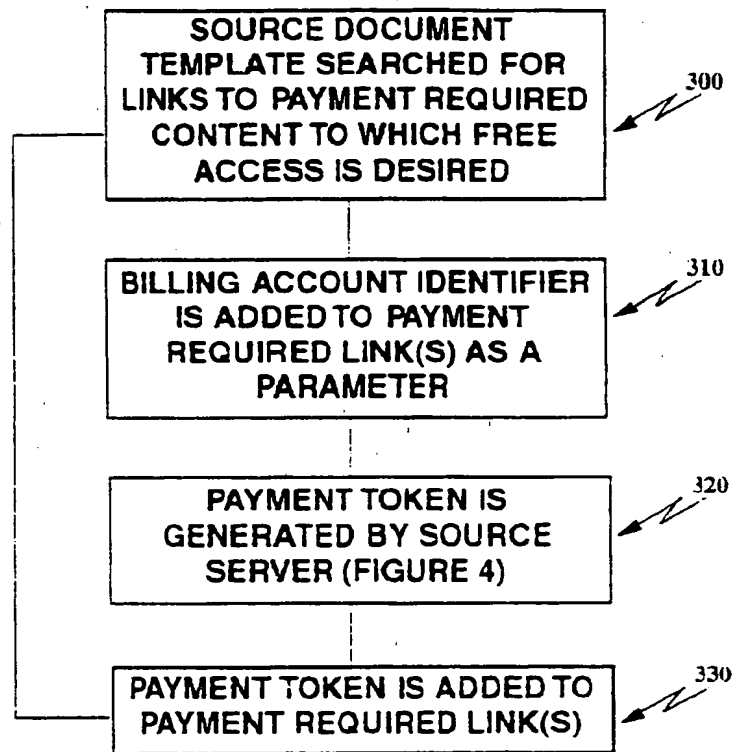 SOURCE DOCUMENT
TEMPLATE SEARCHED FOR
LINKS TO PAYMENT REQUIRED
CONTENT TO WHICH FREE
ACCESS IS DESIRED
300
BILLING ACCOUNT IDENTIFIER
IS ADDED TO PAYMENT
REQUIRED LINK(S) AS A
PARAMETER
310
PAYMENT TOKEN IS
GENERATED BY SOURCE
SERVER (FIGURE 4)
320
PAYMENT TOKEN IS ADDED TO
PAYMENT REQUIRED LINK(S)
330